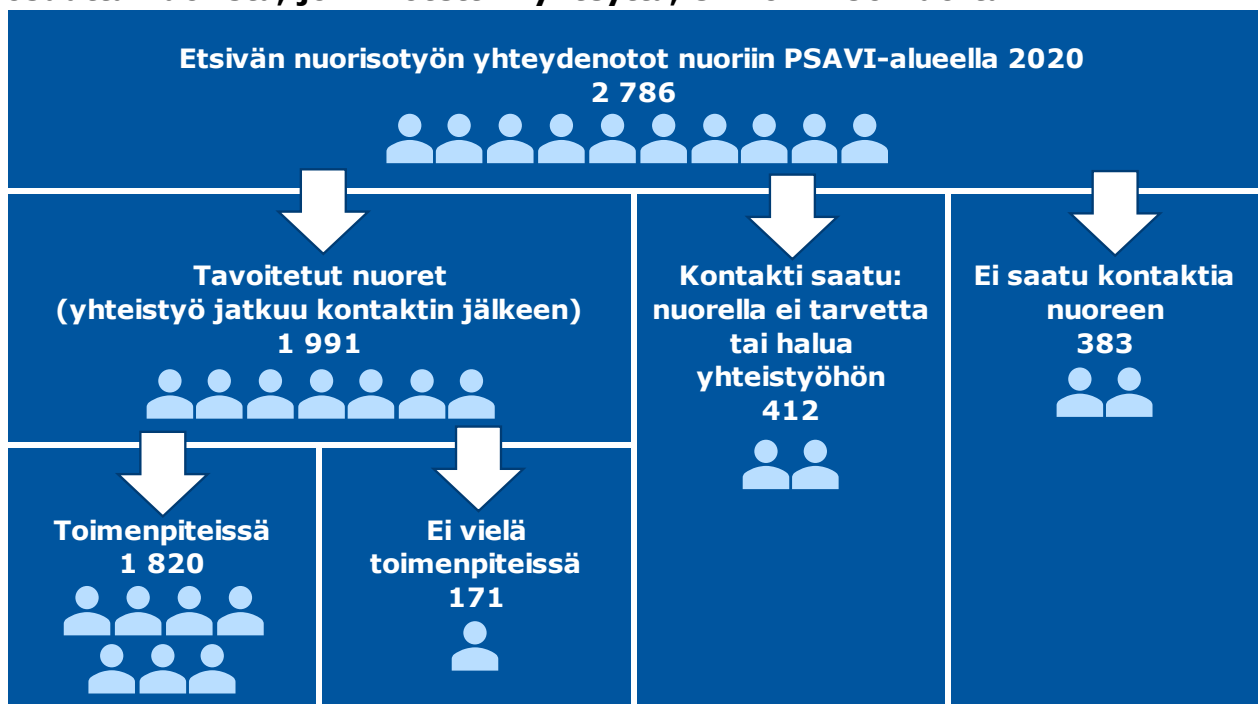 Etsivän nuorisotyön yhteydenotot nuoriin PSAVI-alueella 2020
2 786
Tavoitetut nuoret
(yhteistyö jatkuu kontaktin jälkeen)
1 991
Kontakti saatu:
nuorella ei tarvetta
tai halua
yhteistyöhön
412
Ei saatu kontaktia
nuoreen
383
Toimenpiteissä
1 820
Ei vielä
toimenpiteissä
171